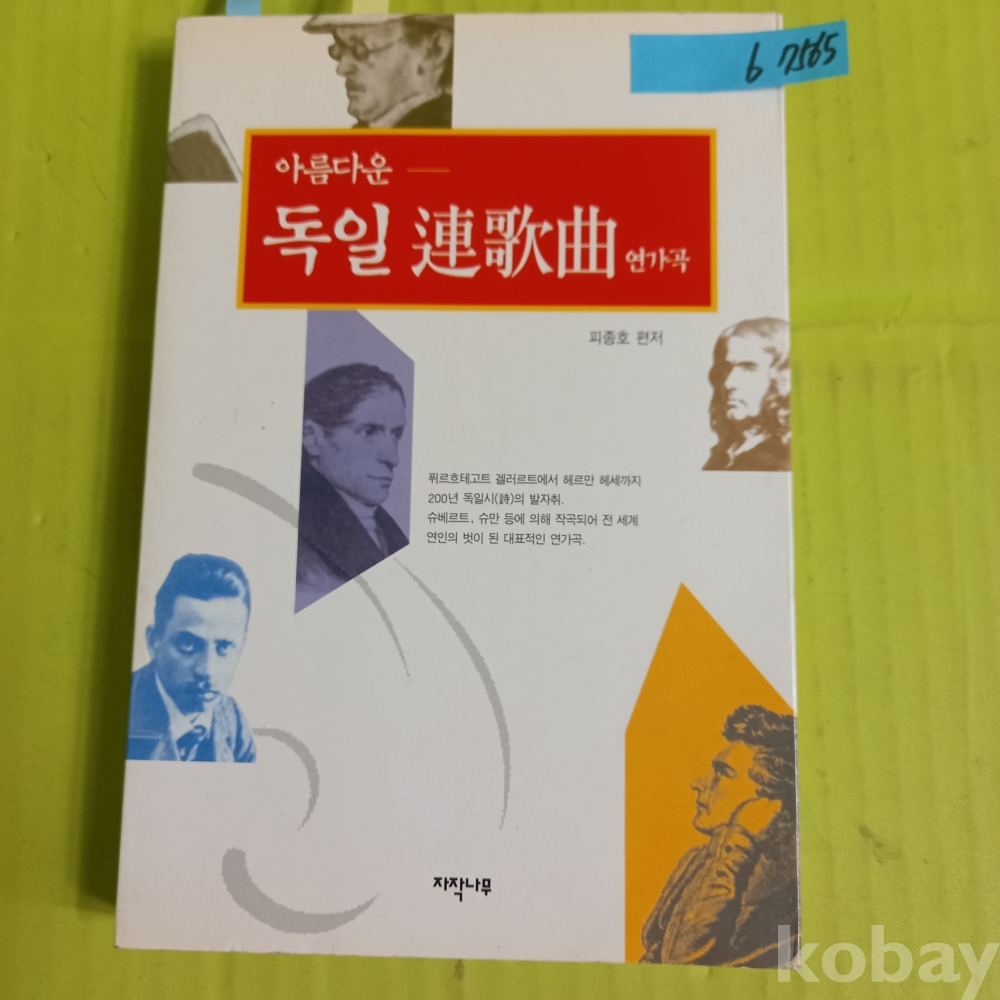 6 7565
아름다운
독일 連歌曲 연가곡
피종호 편저
퓌르흐테고트 겔러르트에서 헤르만 헤세까지
200년 독일시(詩)의 발자취.
슈베르트, 슈만 등에 의해 작곡되어 전 세계
연인의 벗이 된 대표적인 연가곡.
자작나무
kobay